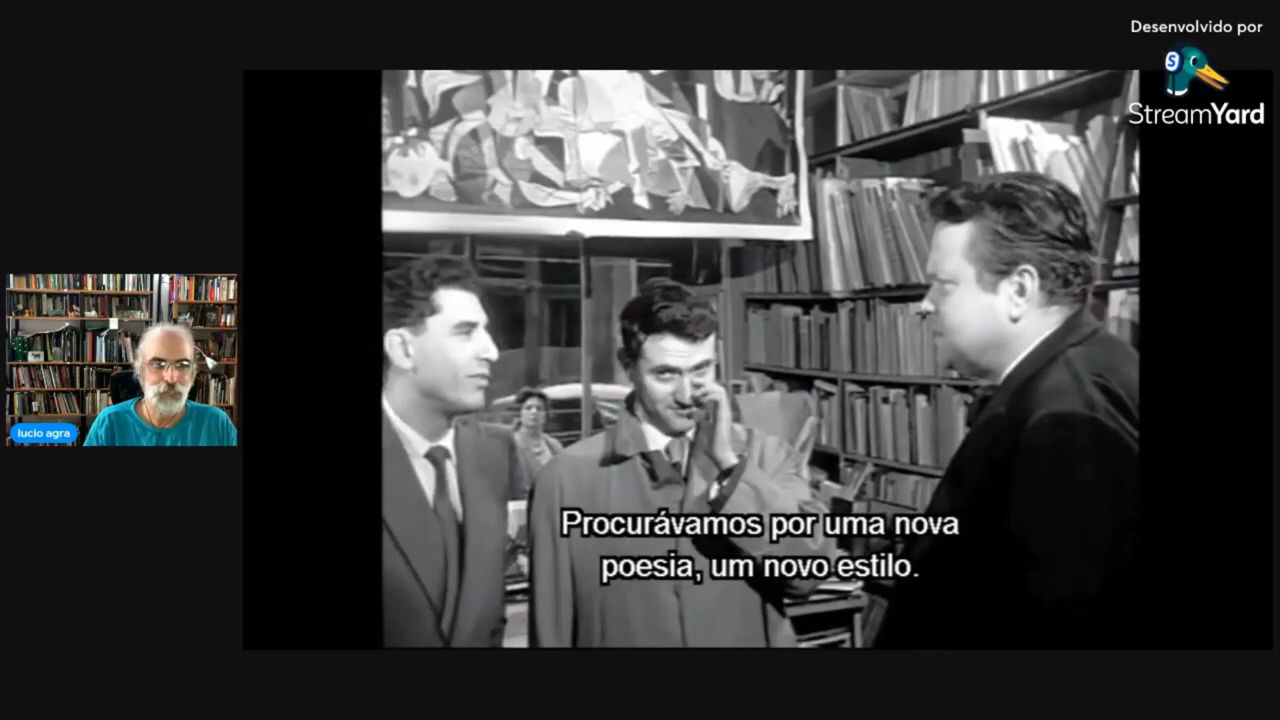 Desenvolvido por
S
StreamYard
lucio agra
Procurávamos por uma nova
poesia, um novo estilo.